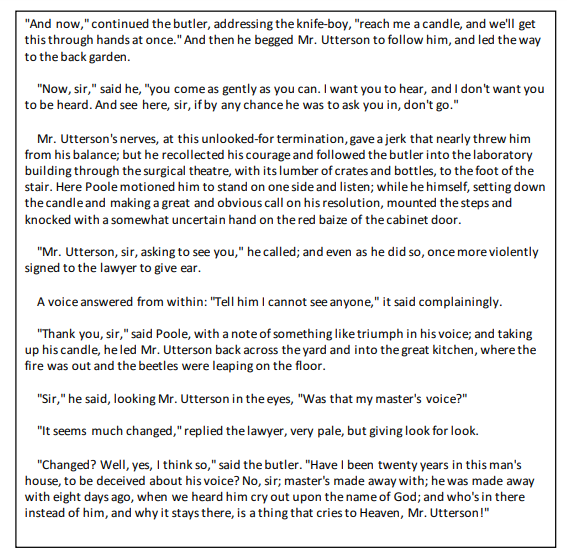 "And now," continued the butler, addressing the knife-boy, "reach me a candle, and we'll get
this through hands at once." And then he begged Mr. Utterson to follow him, and led the way
to the back garden.
"Now, sir," said he, "you come as gently as you can. I want you to hear, and I don't want you
to be heard. And see here, sir, if by any chance he was to ask you in, don't go."
Mr. Utterson's nerves, at this unlooked-for termination, gave a jerk that nearly threw him
from his balance; but he recollected his courage and followed the butler into the laboratory
building through the surgical theatre, with its lumber of crates and bottles, to the foot of the
stair. Here Poole motioned him to stand on one side and listen; while he himself, setting down
the candle and making a great and obvious call on his resolution, mounted the steps and
knocked with a somewhat uncertain hand on the red baize of the cabinet door.
"Mr. Utterson, sir, asking to see you," he called; and even as he did so, once more violently
signed to the lawyer to give ear.
A voice answered from within: "Tell him I cannot see anyone," it said complainingly.
"Thank you, sir," said Poole, with a note of something like triumph in his voice; and taking
up his candle, he led Mr. Utterson back across the yard and into the great kitchen, where the
fire was out and the beetles were leaping on the floor.
"Sir," he said, looking Mr. Utterson in the eyes, "Was that my master's voice?"
"It seems much changed," replied the lawyer, very pale, but giving look for look.
"Changed? Well, yes, I think so," said the butler. "Have I been twenty years in this man's
house, to be deceived about his voice? No, sir; master's made away with; he was made away
with eight days ago, when we heard him cry out upon the name of God; and who's in there
instead of him, and why it stays there, is a thing that cries to Heaven, Mr. Utterson!"